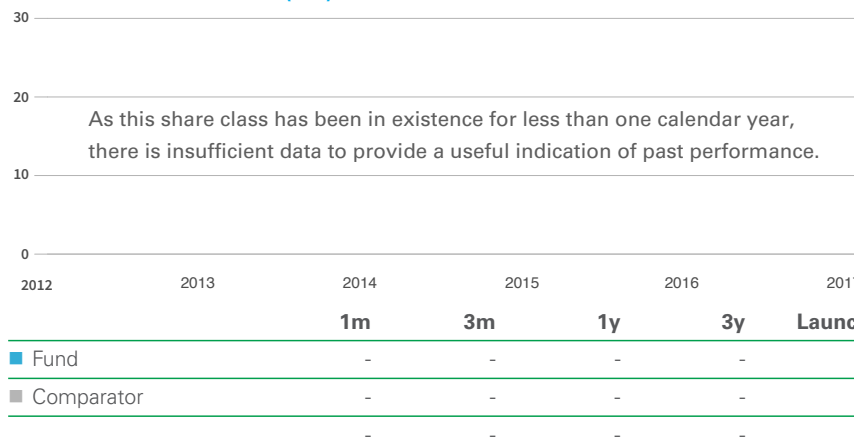 30
20
As this share class has been in existence for less than one calendar year,
there is insufficient data to provide a useful indication of past performance.
10
0
2012 2013 2014 2015 2016
1m 3m 1y 3y
Fund - - - -
Comparator - - - -
- - - -